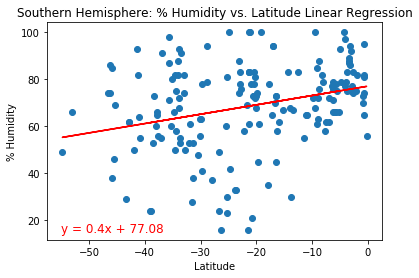 Southern Hemisphere: % Humidity vs. Latitude Linear Regression
100
80
60
40
20
% Humidity
y = 0.4x + 77.08
−50 −40 −30 −20 −10 0
Latitude